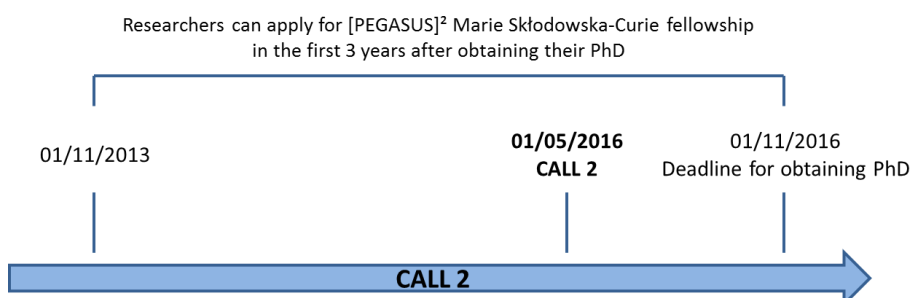 Researchers can apply for [PEGASUS]² Marie Skłodowska-Curie fellowship
in the first 3 years after obtaining their PhD
01/11/2013
01/05/2016
CALL 2
01/11/2016
Deadline for obtaining PhD
CALL 2